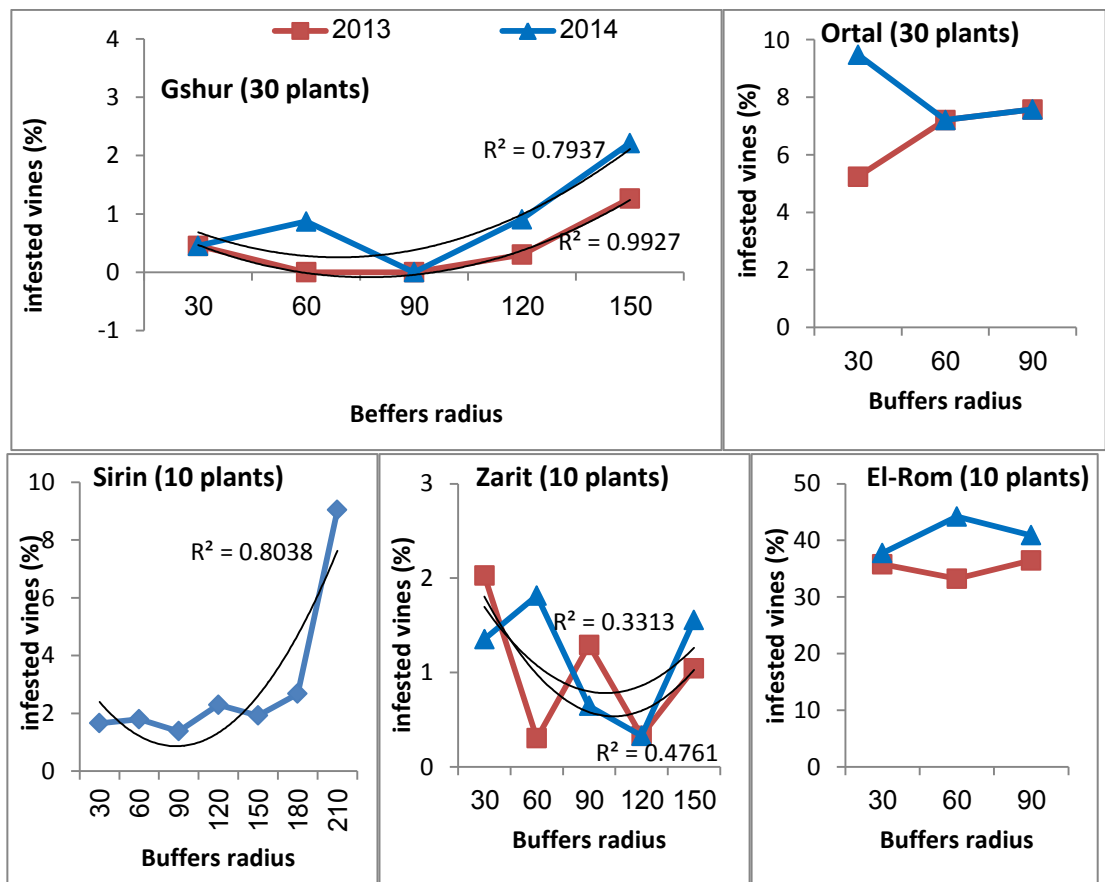 2013 2014
Gshur (30 plants)
infested vines (%)
4
3
2
1
0
-1
R² = 0.7937
R² = 0.9927
30 60 90 120 150
Beffers radius
Ortal (30 plants)
infested vines (%)
10
8
6
4
2
0
30 60 90
Buffers radius
Sirin (10 plants)
infested vines (%)
10
8
6
4
2
0
R² = 0.8038
30 60 90 120 150 180 210
Buffers radius
Zarit (10 plants)
infested vines (%)
3
2
1
0
R² = 0.3313
R² = 0.4761
30 60 90 120 150
Buffers radius
El-Rom (10 plants)
infested vines (%)
50
40
30
20
10
0
30 60 90
Buffers radius